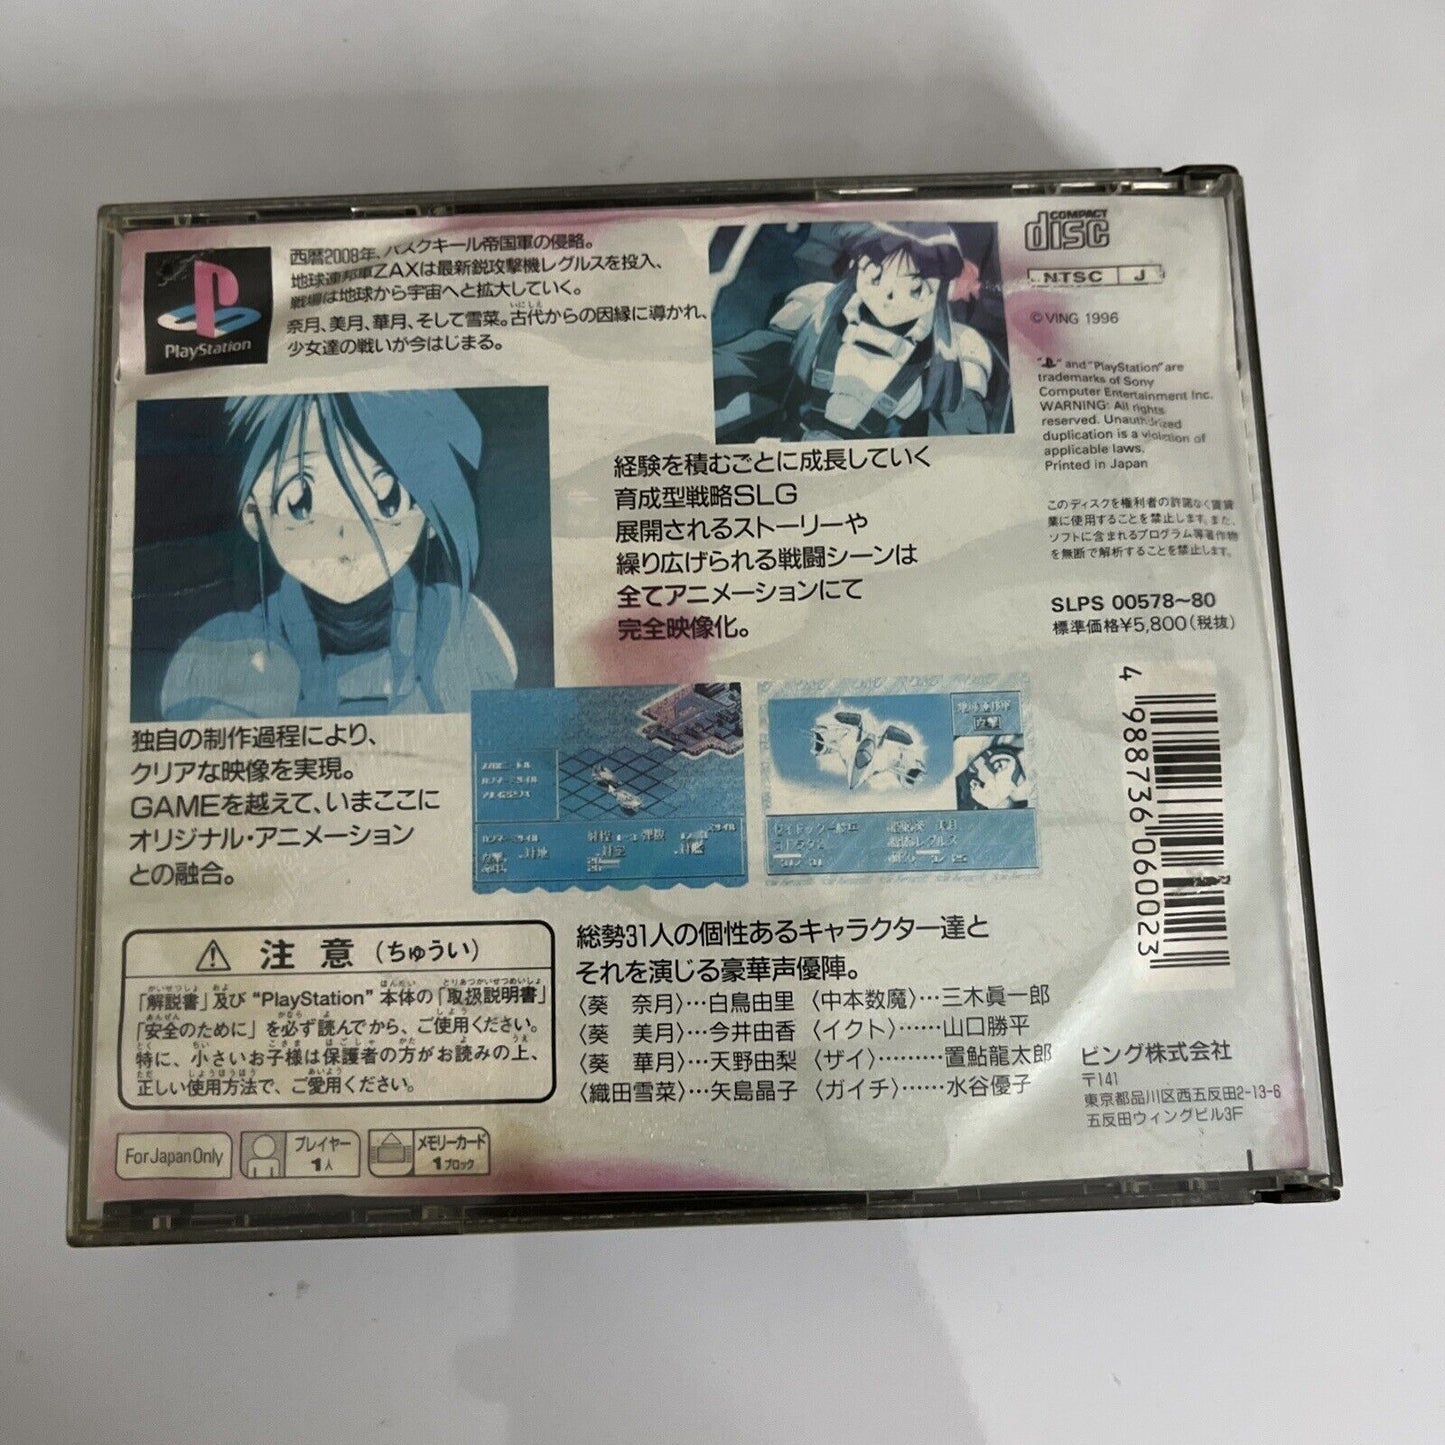 PlayStation
西暦2008年、バスクキール帝国軍の侵略。
地球連邦軍ZAXは最新鋭攻撃機レグルスを投入、
戦場は地球から宇宙へと拡大していく。
奈月、美月、華月、そして雪菜。古代からの因縁に導かれ、
いにしえ
少女達の戦いが今はじまる。
COMPACT
disc
NTSC J
©VING 1996
" " and "PlayStation" are
trademarks of Sony
Computer Entertainment Inc.
WARNING: All rights
reserved. Unauthorized
duplication is a violation of
applicable laws.
Printed in Japan
このディスクを権利者の許諾なく賃貸
業に使用することを禁止します。また、
ソフトに含まれるプログラム等著作物
を無断で解析することを禁止します。
SLPS 00578~80
標準価格¥5,800(税抜)
4 988736 060023
経験を積むごとに成長していく
育成型戦略SLG
展開されるストーリーや
繰り広げられる戦闘シーンは
全てアニメーションにて
完全映像化。
独自の制作過程により、
クリアな映像を実現。
GAMEを越えて、いまここに
オリジナル・アニメーション
との融合。
総勢31人の個性あるキャラクター達と
それを演じる豪華声優陣。
〈葵 奈月〉…白鳥由里 〈中本数魔〉…三木眞一郎
〈葵 美月〉…今井由香 〈イクト〉……山口勝平
〈葵 華月〉…天野由梨 〈ザイ〉………置鮎龍太郎
〈織田雪菜〉…矢島晶子 〈ガイチ〉……水谷優子
注意(ちゅうい)
「解説書」及び "PlayStation" 本体の「取扱説明書」
「安全のために」を必ず読んでから、ご使用ください。
特に、小さいお子様は保護者の方がお読みの上、
正しい使用方法で、ご愛用ください。
For Japan Only
プレイヤー
1人
メモリーカード
1ブロック
ビング株式会社
〒141
東京都品川区西五反田2-13-6
五反田ウィングビル3F